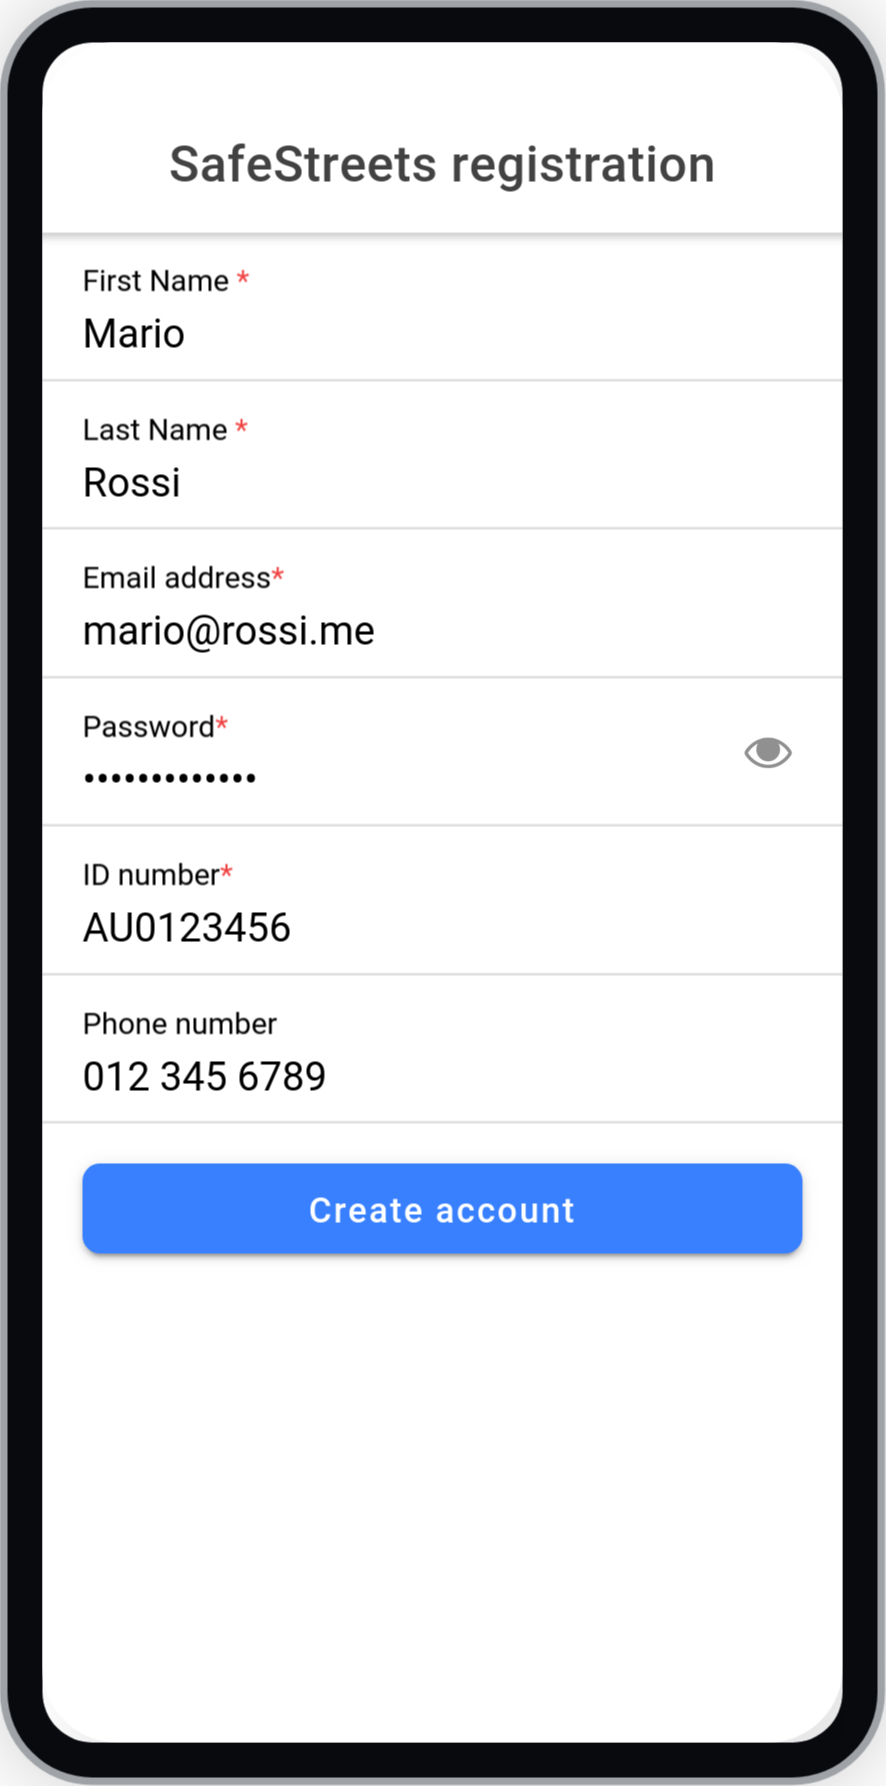 SafeStreets registration
First Name *
Mario
Last Name *
Rossi
Email address*
mario@rossi.me
Password*
•••••••••••••
ID number*
AU0123456
Phone number
012 345 6789
Create account